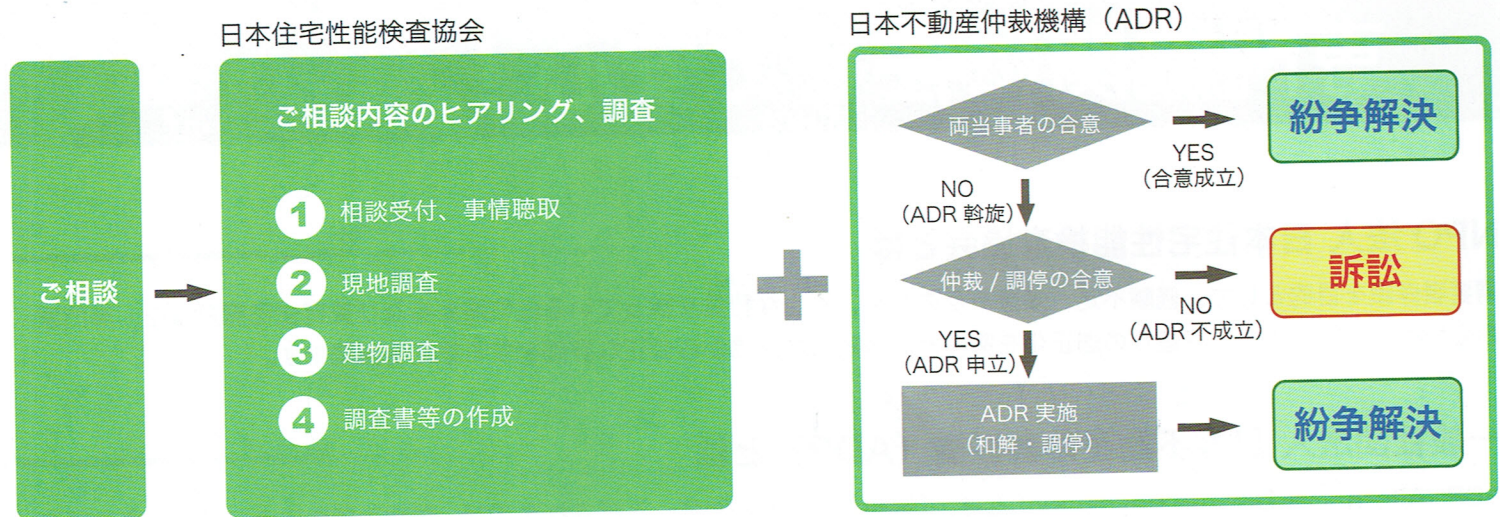 日本住宅性能検査協会
日本不動産仲裁機構（ADR）
ご相談
ご相談内容のヒアリング、調査
1 相談受付、事情聴取
2 現地調査
3 建物調査
4 調査書等の作成
両当事者の合意
YES
（合意成立）
紛争解決
NO
（ADR 斡旋）
仲裁 / 調停の合意
NO
（ADR 不成立）
訴訟
YES
（ADR 申立）
ADR 実施
（和解・調停）
紛争解決